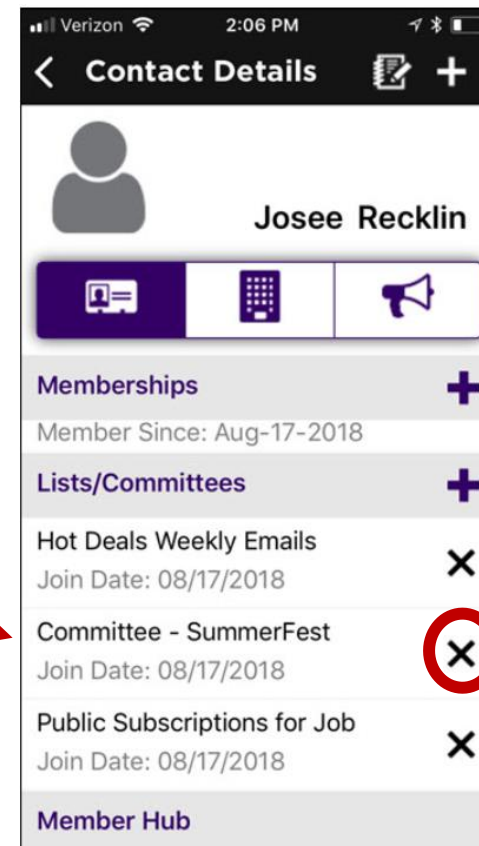 Verizon 2:06 PM
Contact Details
Josee Recklin
Memberships
Member Since: Aug-17-2018
Lists/Committees
Hot Deals Weekly Emails
Join Date: 08/17/2018
Committee - SummerFest
Join Date: 08/17/2018
Public Subscriptions for Job
Join Date: 08/17/2018
Member Hub